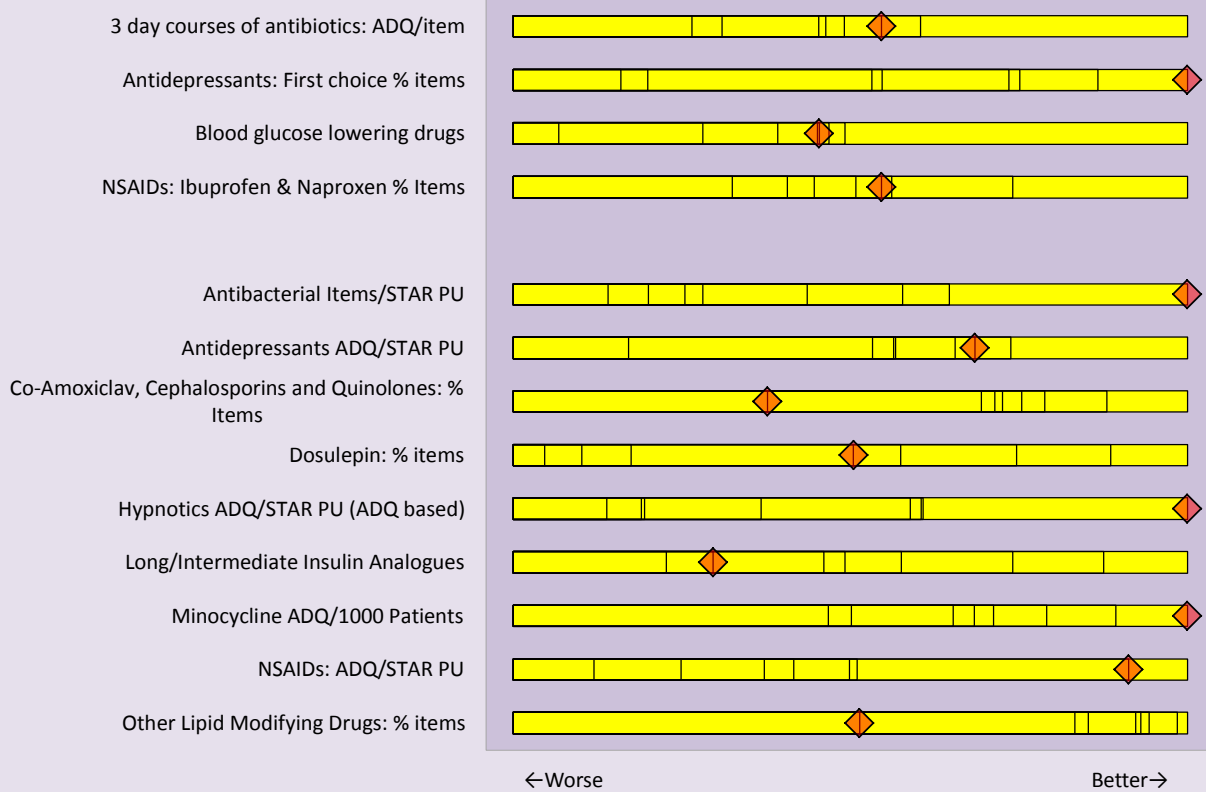 3 day courses of antibiotics: ADQ/item
Antidepressants: First choice % items
Blood glucose lowering drugs
NSAIDs: Ibuprofen & Naproxen % Items
Antibacterial Items/STAR PU
Antidepressants ADQ/STAR PU
Co-Amoxiclav, Cephalosporins and Quinolones: %
Items
Dosulepin: % items
Hypnotics ADQ/STAR PU (ADQ based)
Long/Intermediate Insulin Analogues
Minocycline ADQ/1000 Patients
NSAIDs: ADQ/STAR PU
Other Lipid Modifying Drugs: % items
←Worse Better→